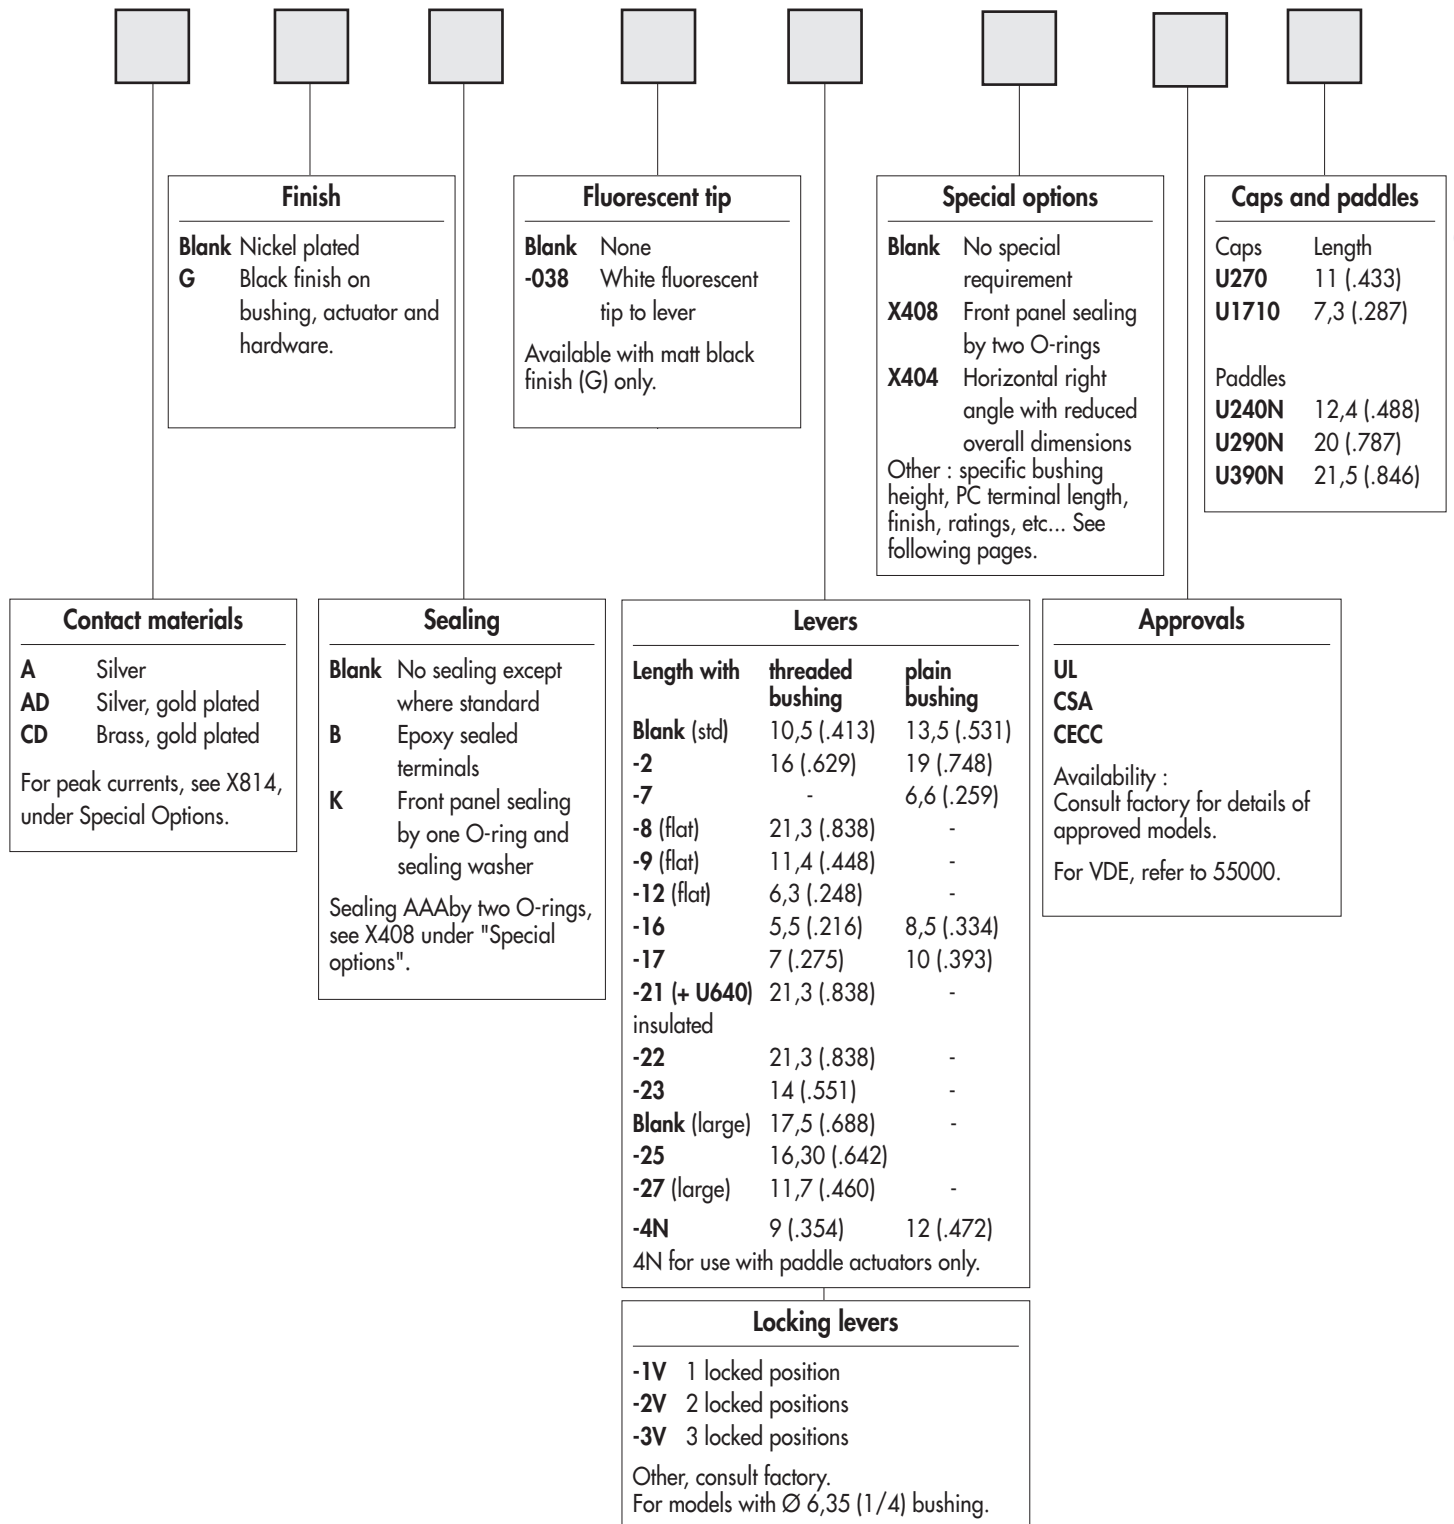 Finish
Blank Nickel plated
G Black finish on
bushing, actuator and
hardware.
Fluorescent tip
Blank None
-038 White fluorescent
tip to lever
Available with matt black
finish (G) only.
Special options
Blank No special
requirement
X408 Front panel sealing
by two O-rings
X404 Horizontal right
angle with reduced
overall dimensions
Other : specific bushing
height, PC terminal length,
finish, ratings, etc... See
following pages.
Caps and paddles
Caps Length
U270 11 (.433)
U1710 7,3 (.287)
Paddles
U240N 12,4 (.488)
U290N 20 (.787)
U390N 21,5 (.846)
Contact materials
A Silver
AD Silver, gold plated
CD Brass, gold plated
For peak currents, see X814,
under Special Options.
Sealing
Blank No sealing except
where standard
B Epoxy sealed
terminals
K Front panel sealing
by one O-ring and
sealing washer
Sealing AAAby two O-rings,
see X408 under "Special
options".
Levers
Length with threaded plain
bushing bushing
Blank (std) 10,5 (.413) 13,5 (.531)
-2 16 (.629) 19 (.748)
-7 - 6,6 (.259)
-8 (flat) 21,3 (.838) -
-9 (flat) 11,4 (.448) -
-12 (flat) 6,3 (.248) -
-16 5,5 (.216) 8,5 (.334)
-17 7 (.275) 10 (.393)
-21 (+ U640) 21,3 (.838) -
insulated
-22 21,3 (.838) -
-23 14 (.551) -
Blank (large) 17,5 (.688) -
-25 16,30 (.642)
-27 (large) 11,7 (.460) -
-4N 9 (.354) 12 (.472)
4N for use with paddle actuators only.
Locking levers
-1V 1 locked position
-2V 2 locked positions
-3V 3 locked positions
Other, consult factory.
For models with Ø 6,35 (1/4) bushing.
Approvals
UL
CSA
CECC
Availability :
Consult factory for details of
approved models.
For VDE, refer to 55000.